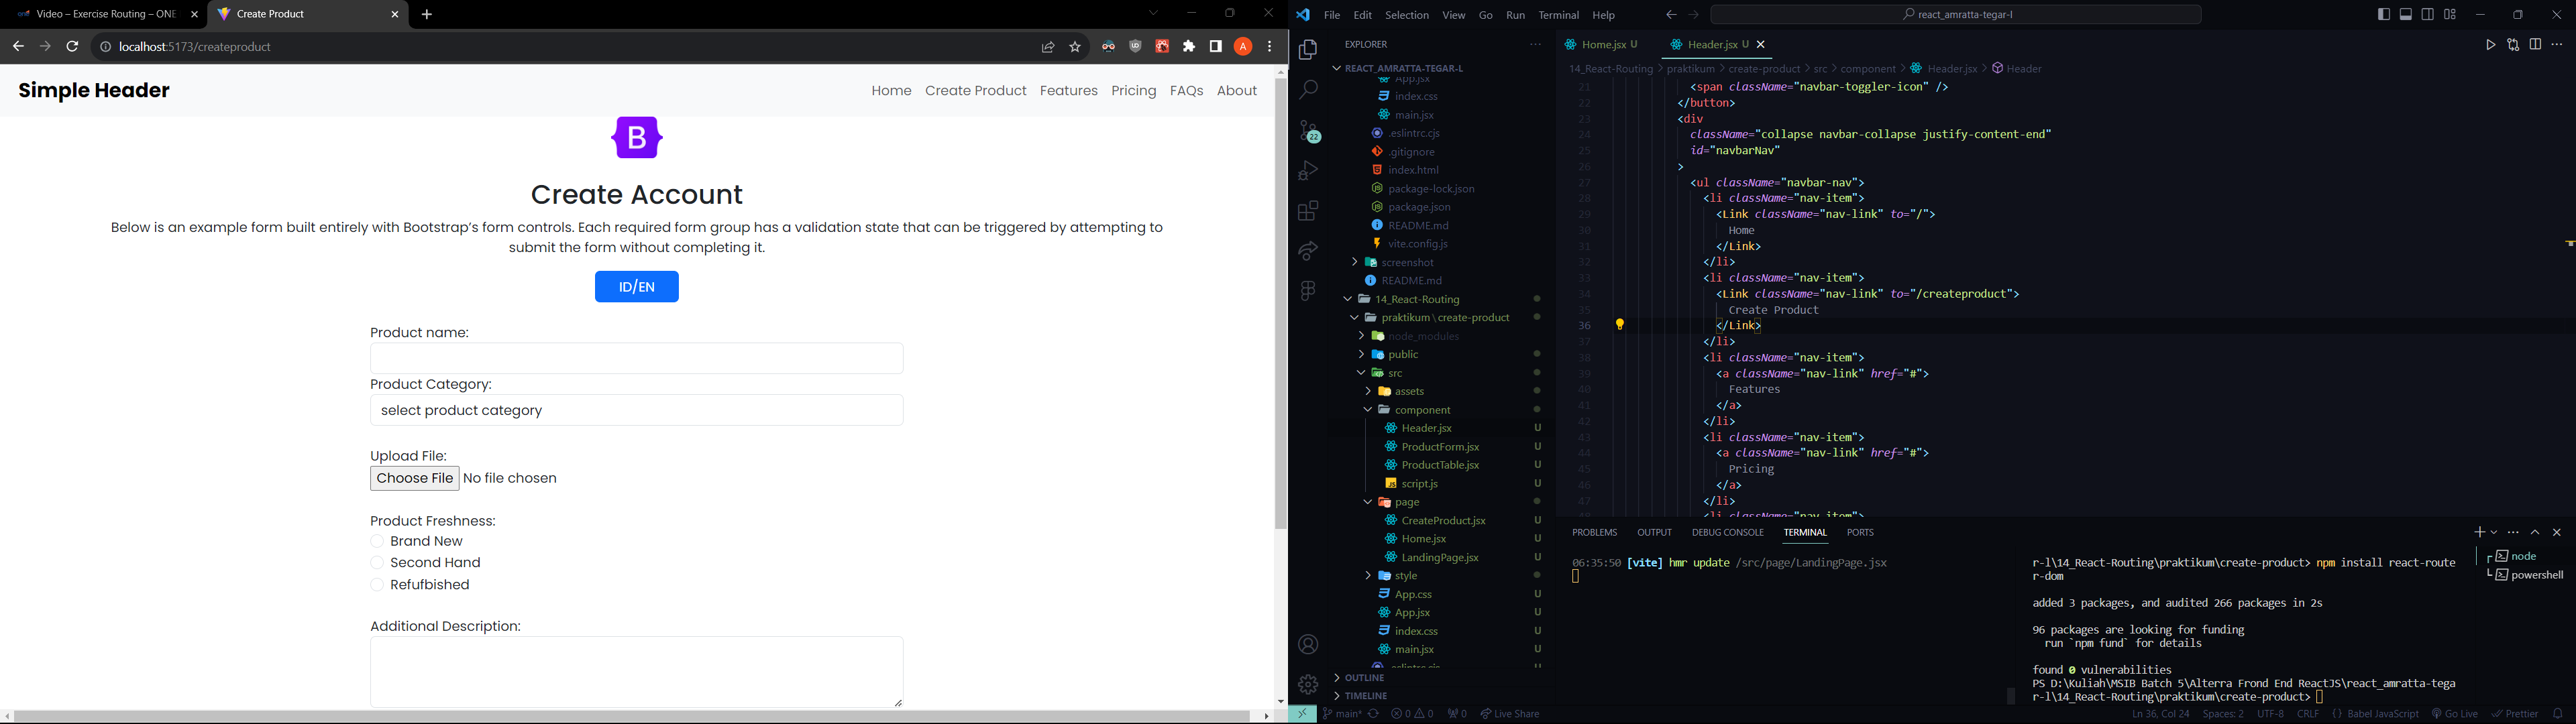 Video – Exercise Routing – ONE
Create Product
localhost:5173/createproduct
A
Simple Header
Home Create Product Features Pricing FAQs About
B
Create Account
Below is an example form built entirely with Bootstrap's form controls. Each required form group has a validation state that can be triggered by attempting to
submit the form without completing it.
ID/EN
Product name:
Product Category:
select product category
Upload File:
Choose File No file chosen
Product Freshness:
Brand New
Second Hand
Refufbished
Additional Description:
File Edit Selection View Go Run Terminal Help
react_amratta-tegar-l
EXPLORER
REACT_AMRATTA-TEGAR-L
App.jsx
index.css
main.jsx
.eslintrc.cjs
.gitignore
index.html
package-lock.json
package.json
README.md
vite.config.js
screenshot
README.md
14_React-Routing
praktikum \ create-product
node_modules
public
src
assets
component
Header.jsx U
ProductForm.jsx U
ProductTable.jsx U
script.js U
page
CreateProduct.jsx U
Home.jsx U
LandingPage.jsx U
style
App.css U
App.jsx U
index.css U
main.jsx U
.eslintrc.cjs U
OUTLINE
TIMELINE
22
Home.jsx U
Header.jsx U
14_React-Routing > praktikum > create-product > src > component > Header.jsx > Header
21 <span className="navbar-toggler-icon" />
22 </button>
23 <div
24 className="collapse navbar-collapse justify-content-end"
25 id="navbarNav"
26 >
27 <ul className="navbar-nav">
28 <li className="nav-item">
29 <Link className="nav-link" to="/">
30 Home
31 </Link>
32 </li>
33 <li className="nav-item">
34 <Link className="nav-link" to="/createproduct">
35 Create Product
36 </Link>
37 </li>
38 <li className="nav-item">
39 <a className="nav-link" href="#">
40 Features
41 </a>
42 </li>
43 <li className="nav-item">
44 <a className="nav-link" href="#">
45 Pricing
46 </a>
47 </li>
48 <li className="nav-item">
PROBLEMS OUTPUT DEBUG CONSOLE TERMINAL PORTS
06:35:50 [vite] hmr update /src/page/LandingPage.jsx
r-l\14_React-Routing\praktikum\create-product> npm install react-route
r-dom
added 3 packages, and audited 266 packages in 2s
96 packages are looking for funding
run `npm fund` for details
found 0 vulnerabilities
PS D:\Kuliah\MSIB Batch 5\Alterra Frond End ReactJS\react_amratta-tega
r-l\14_React-Routing\praktikum\create-product>
node
powershell
main* 0 0 0 Live Share
Ln 36, Col 24 Spaces: 2 UTF-8 CRLF {} Babel JavaScript Go Live Prettier